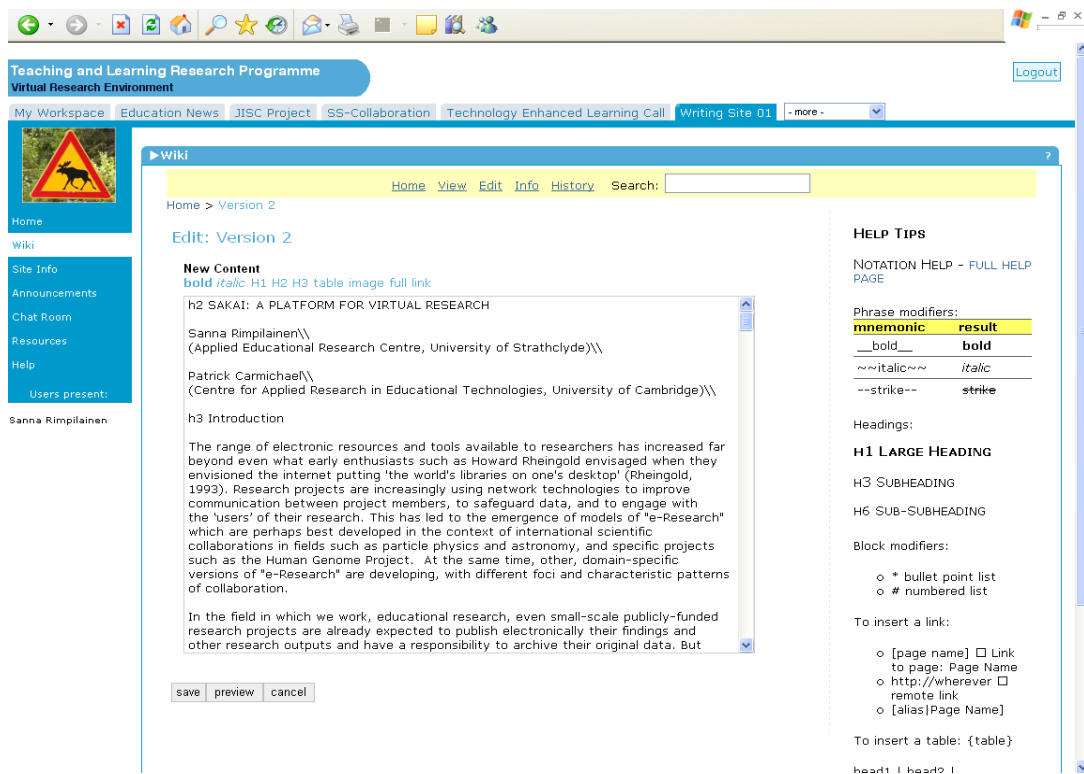 Teaching and Learning Research Programme
Virtual Research Environment
Logout
My Workspace Education News JISC Project SS-Collaboration Technology Enhanced Learning Call Writing Site 01 - more -
Wiki ?
Home View Edit Info History Search:
Home > Version 2
Home
Wiki
Site Info
Announcements
Chat Room
Resources
Help
Users present:
Sanna Rimpilainen
Edit: Version 2
New Content
bold italic H1 H2 H3 table image full link
h2 SAKAI: A PLATFORM FOR VIRTUAL RESEARCH
Sanna Rimpilainen\\
(Applied Educational Research Centre, University of Strathclyde)\\
Patrick Carmichael\\
(Centre for Applied Research in Educational Technologies, University of Cambridge)\\
h3 Introduction
The range of electronic resources and tools available to researchers has increased far
beyond even what early enthusiasts such as Howard Rheingold envisaged when they
envisioned the internet putting 'the world's libraries on one's desktop' (Rheingold,
1993). Research projects are increasingly using network technologies to improve
communication between project members, to safeguard data, and to engage with
the 'users' of their research. This has led to the emergence of models of "e-Research"
which are perhaps best developed in the context of international scientific
collaborations in fields such as particle physics and astronomy, and specific projects
such as the Human Genome Project.  At the same time, other, domain-specific
versions of "e-Research" are developing, with different foci and characteristic patterns
of collaboration.
In the field in which we work, educational research, even small-scale publicly-funded
research projects are already expected to publish electronically their findings and
other research outputs and have a responsibility to archive their original data. But
save preview cancel
HELP TIPS
NOTATION HELP - FULL HELP
PAGE
Phrase modifiers:
mnemonic result
__bold__ bold
~~italic~~ italic
--strike-- strike
Headings:
H1 LARGE HEADING
H3 SUBHEADING
H6 SUB-SUBHEADING
Block modifiers:
o * bullet point list
o # numbered list
To insert a link:
o [page name] □ Link
to page: Page Name
o http://wherever □
remote link
o [alias|Page Name]
To insert a table: {table}
head1 | head2 |